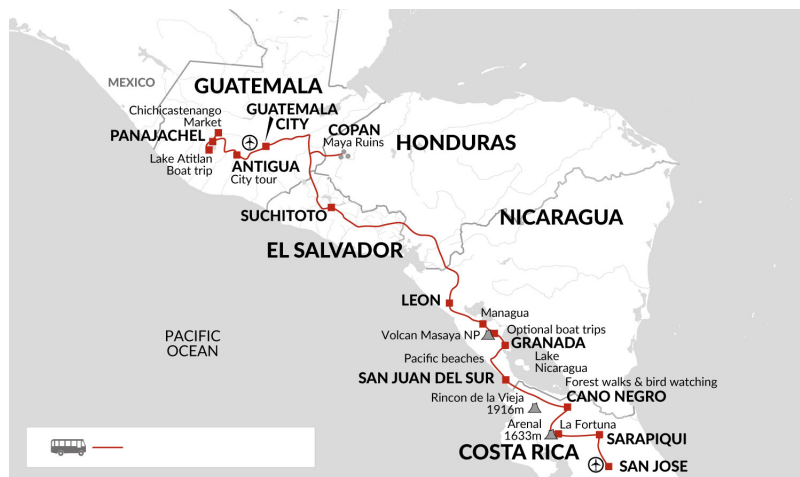 MEXICO
GUATEMALA
Chichicastenango
Market
GUATEMALA
CITY
PANAJACHEL
COPAN
Maya Ruins
HONDURAS
Lake Atitlan
Boat trip
ANTIGUA
City tour
SUCHITOTO
NICARAGUA
EL SALVADOR
LEON
Managua
Volcan Masaya NP
Optional boat trips
GRANADA
PACIFIC
OCEAN
Pacific beaches
Lake
Nicaragua
SAN JUAN DEL SUR
Forest walks & bird watching
CANO NEGRO
Rincon de la Vieja
1916m
Arenal
1633m
La Fortuna
COSTA RICA
SARAPIQUI
SAN JOSE